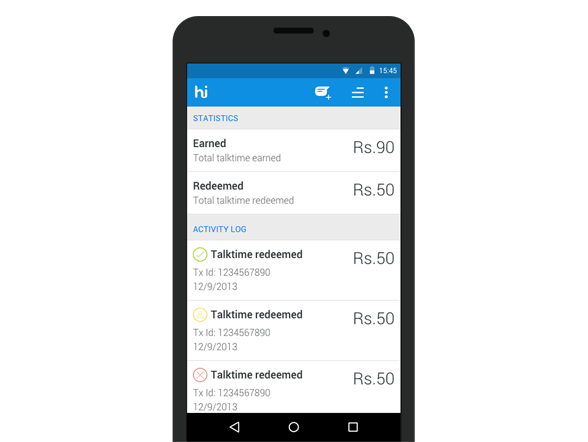 15:45
hi
STATISTICS
Earned
Rs.90
Total talktime earned
Redeemed
Rs.50
Total talktime redeemed
ACTIVITY LOG
Talktime redeemed
Rs.50
Tx Id: 1234567890
12/9/2013
Talktime redeemed
Rs.50
Tx Id: 1234567890
12/9/2013
Talktime redeemed
Rs.50
Tx Id: 1234567890
12/9/2013